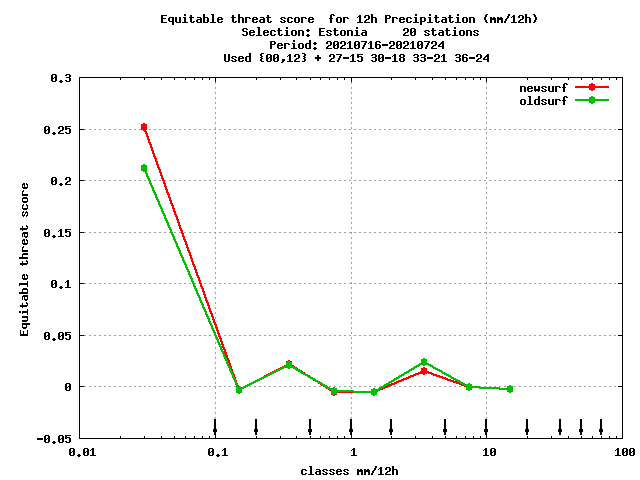 Equitable threat score  for 12h Precipitation (mm/12h)
Selection: Estonia     20 stations
Period: 20210716-20210724
Used {00,12} + 27-15 30-18 33-21 36-24
newsurf
oldsurf
Equitable threat score
0.3
0.25
0.2
0.15
0.1
0.05
0
-0.05
0.01
0.1
1
10
100
classes mm/12h